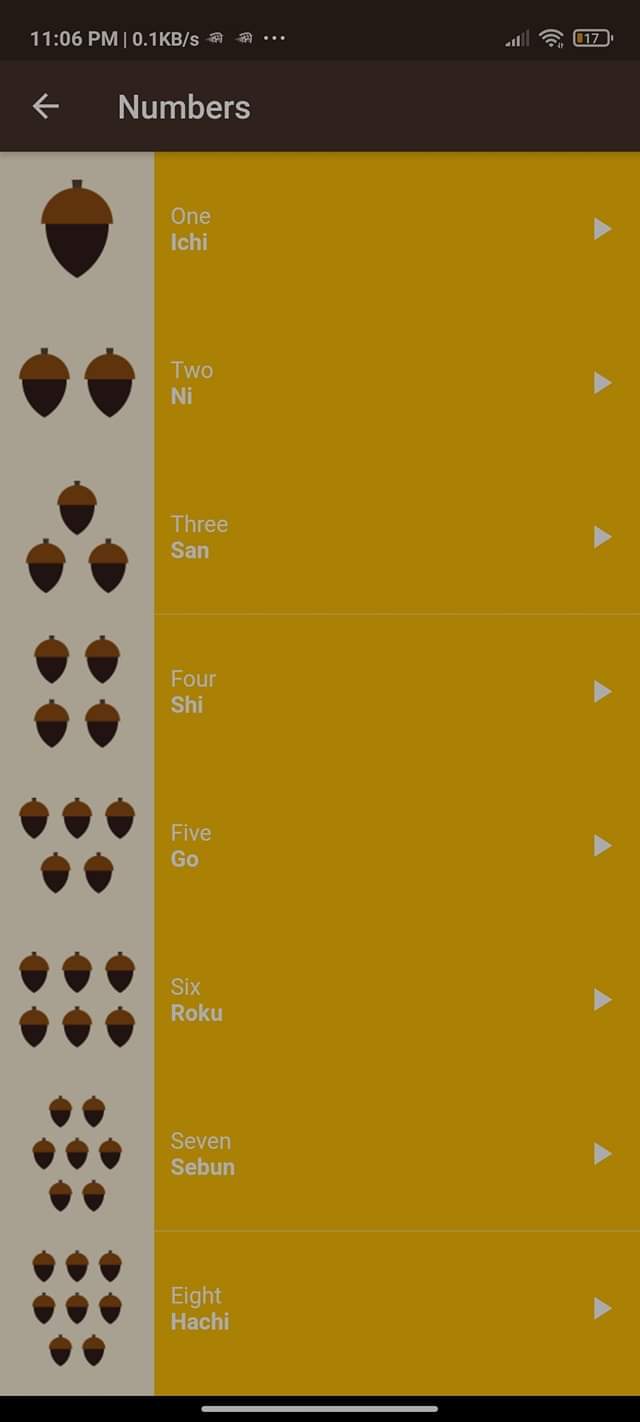 11:06 PM | 0.1KB/s
17
Numbers
One
Ichi
Two
Ni
Three
San
Four
Shi
Five
Go
Six
Roku
Seven
Sebun
Eight
Hachi